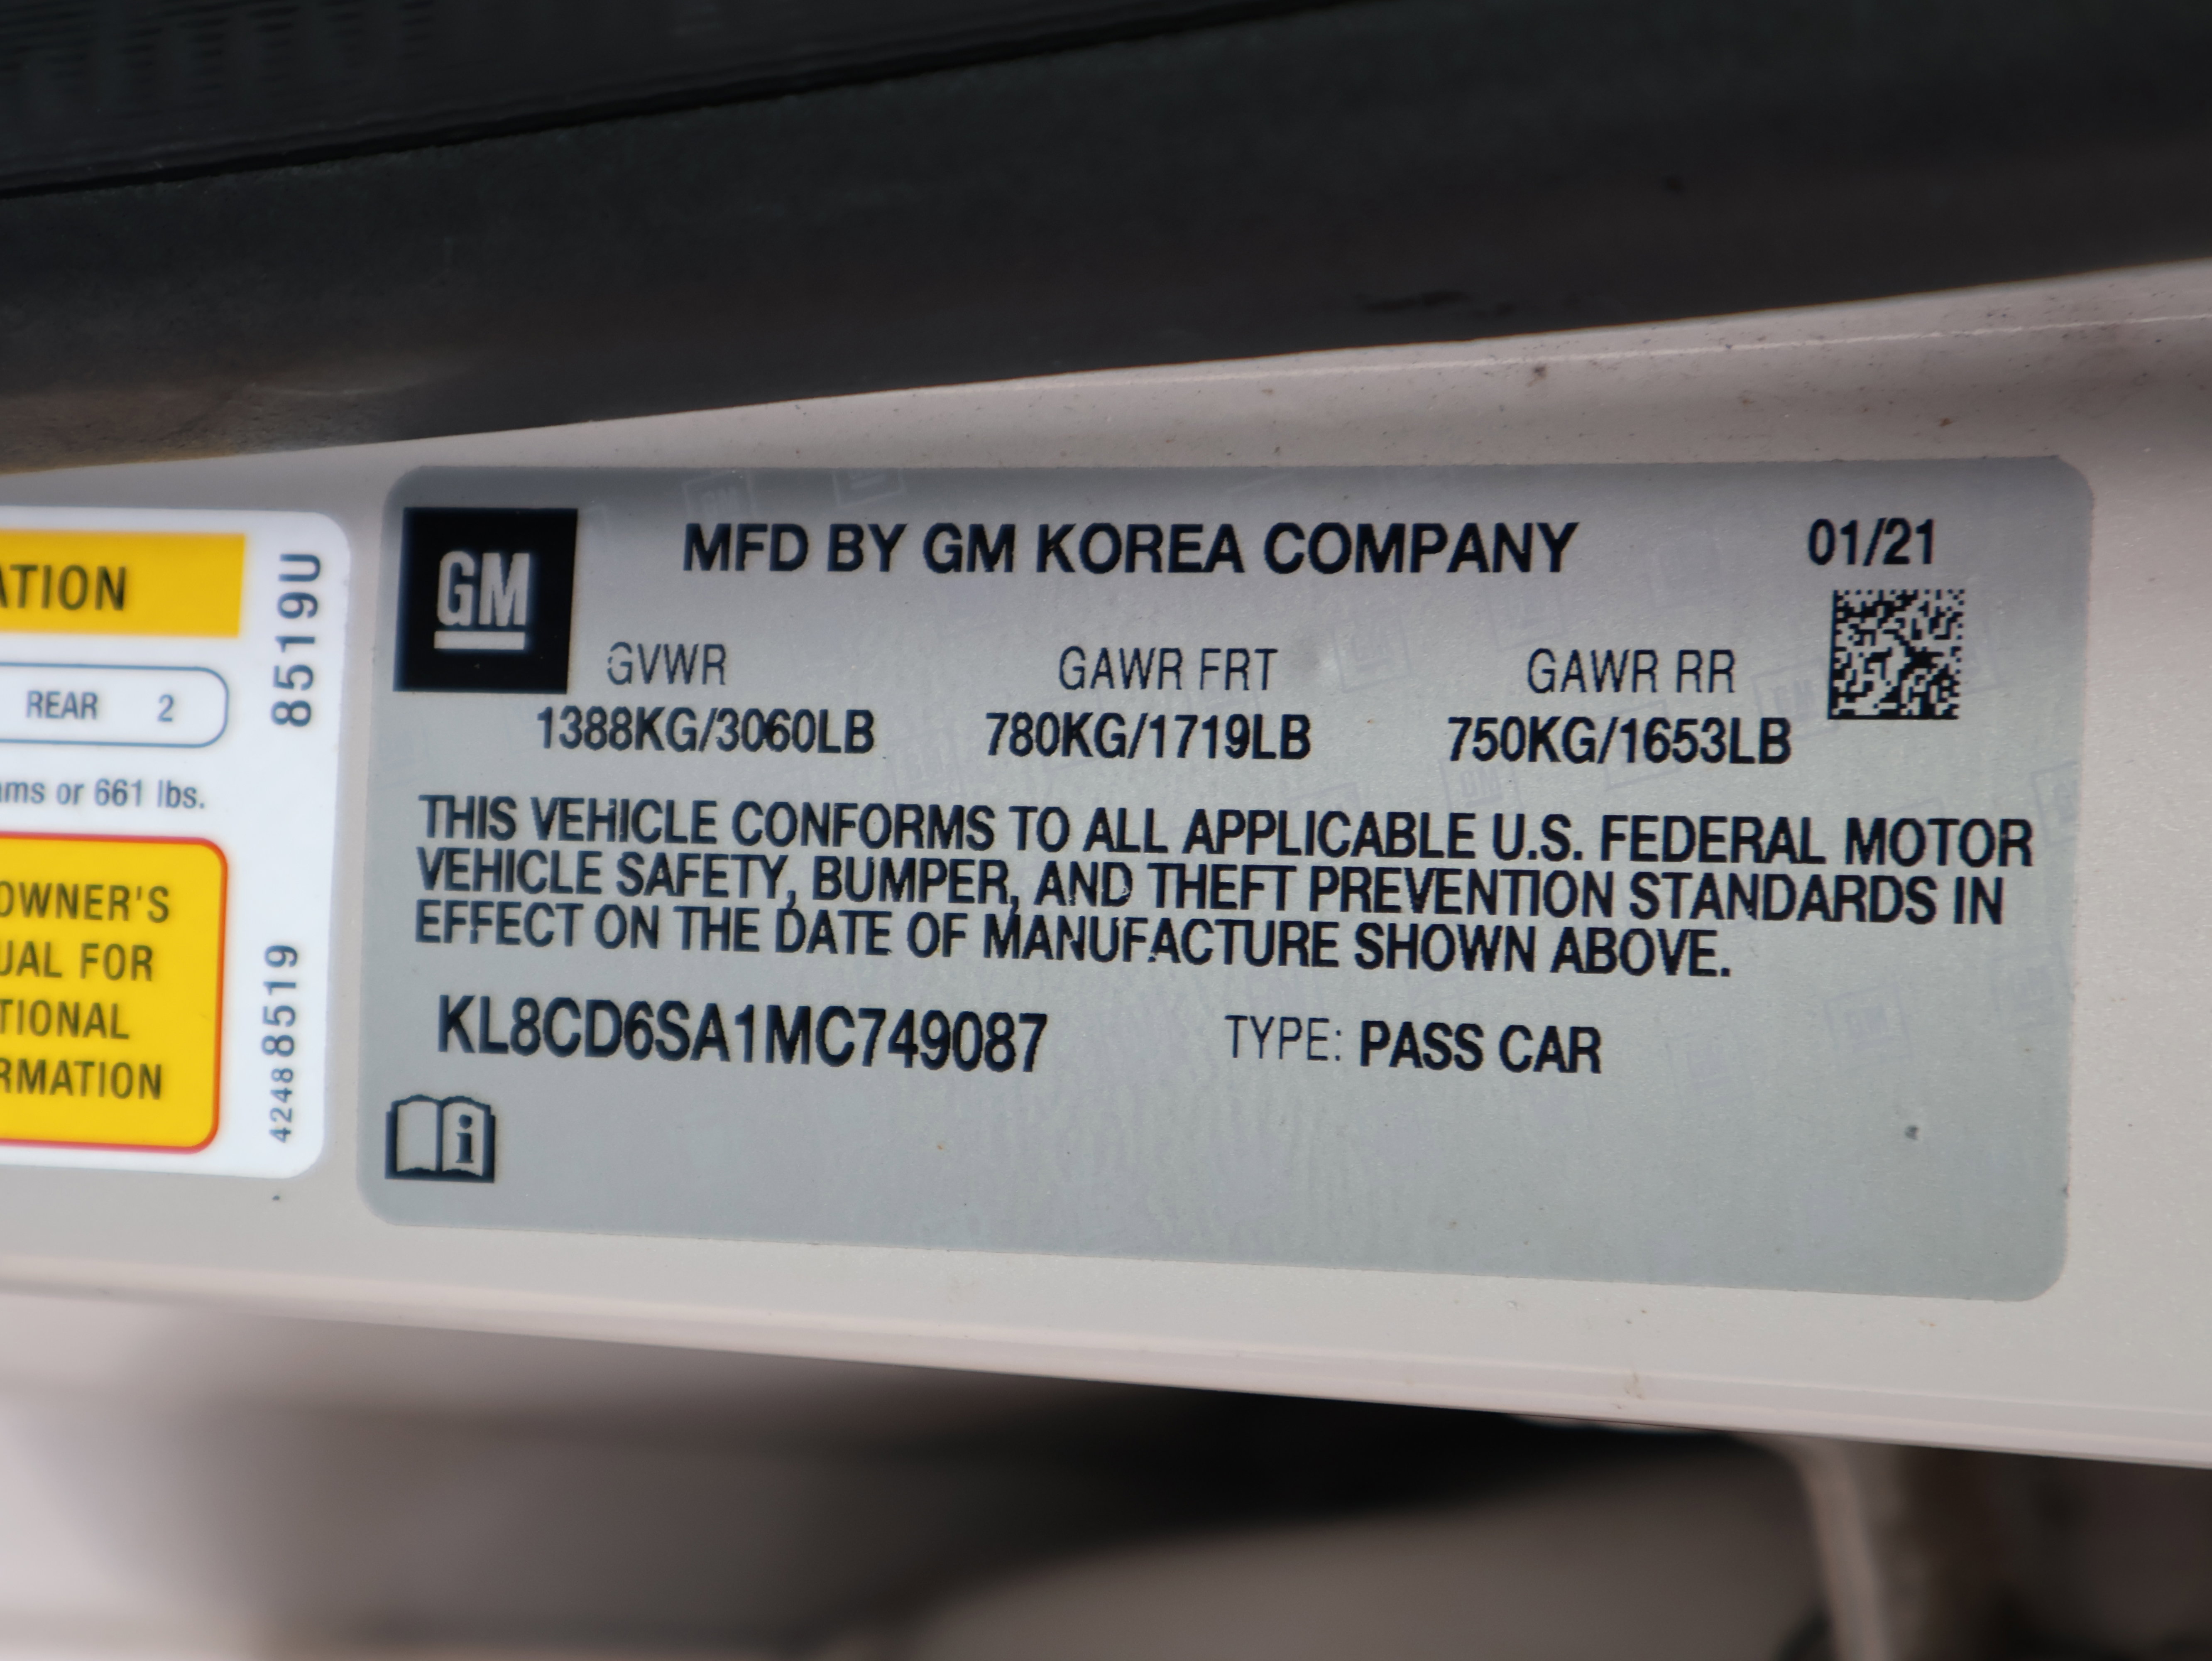 ATION
REAR 2
ams or 661 lbs.
OWNER'S
UAL FOR
TIONAL
RMATION
8519U
42488519
GM
MFD BY GM KOREA COMPANY 01/21
GVWR GAWR FRT GAWR RR
1388KG/3060LB 780KG/1719LB 750KG/1653LB
THIS VEHICLE CONFORMS TO ALL APPLICABLE U.S. FEDERAL MOTOR
VEHICLE SAFETY, BUMPER, AND THEFT PREVENTION STANDARDS IN
EFFECT ON THE DATE OF MANUFACTURE SHOWN ABOVE.
KL8CD6SA1MC749087 TYPE: PASS CAR
i